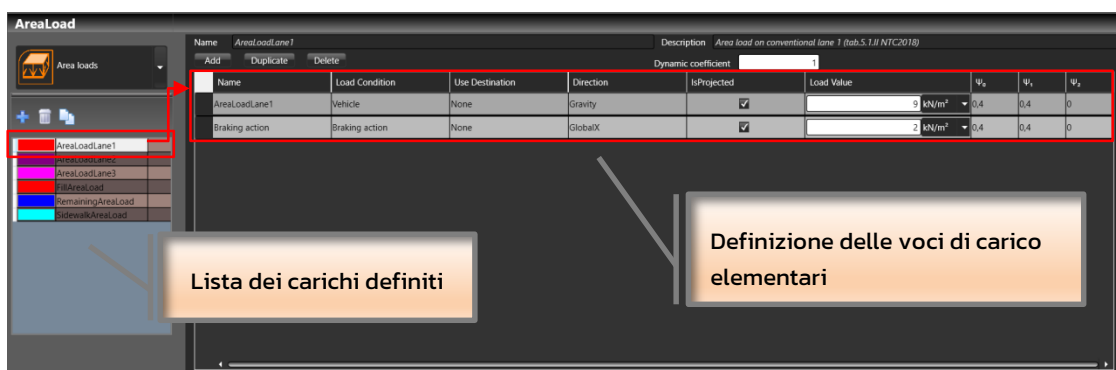 AreaLoad
Area loads
Name AreaLoadLane1 Description Area load on conventional lane 1 (tab.5.1.II NTC2018)
Add Duplicate Delete Dynamic coefficient 1
Name Load Condition Use Destination Direction IsProjected Load Value Ψ₀ Ψ₁ Ψ₂
AreaLoadLane1 Vehicle None Gravity 9 kN/m² 0,4 0,4 0
Braking action Braking action None GlobalX 2 kN/m² 0,4 0,4 0
AreaLoadLane1
AreaLoadLane2
AreaLoadLane3
FillAreaLoad
RemainingAreaLoad
SidewalkAreaLoad
Lista dei carichi definiti
Definizione delle voci di carico
elementari